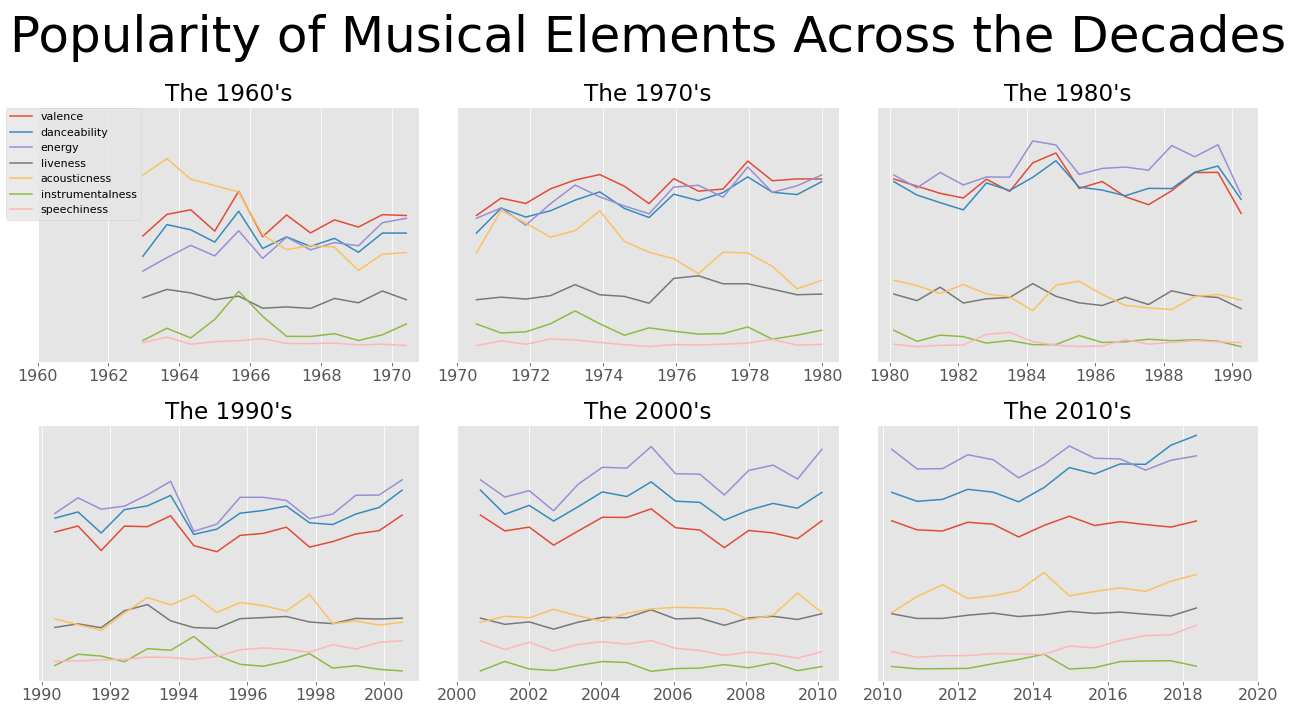 Popularity of Musical Elements Across the Decades
The 1960's
The 1970's
The 1980's
valence
danceability
energy
liveness
acousticness
instrumentalness
speechiness
1960 1962 1964 1966 1968 1970
1970 1972 1974 1976 1978 1980
1980 1982 1984 1986 1988 1990
The 1990's
The 2000's
The 2010's
1990 1992 1994 1996 1998 2000
2000 2002 2004 2006 2008 2010
2010 2012 2014 2016 2018 2020